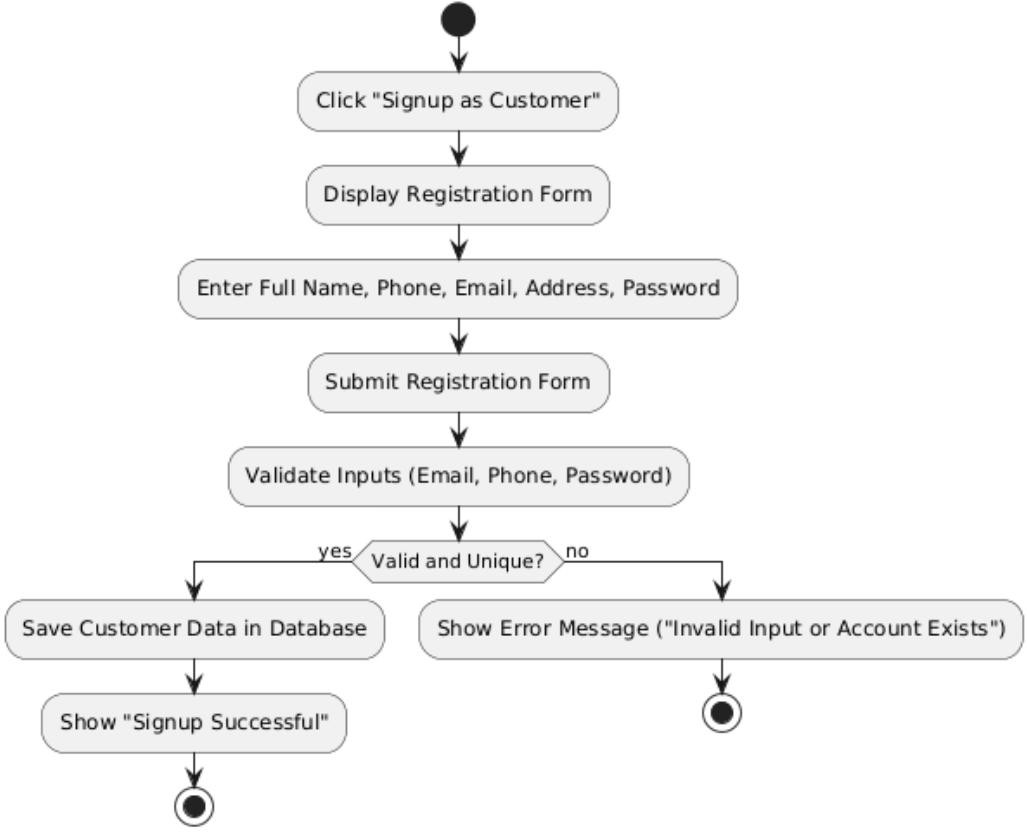 Click "Signup as Customer"
Display Registration Form
Enter Full Name, Phone, Email, Address, Password
Submit Registration Form
Validate Inputs (Email, Phone, Password)
yes
Valid and Unique?
no
Save Customer Data in Database
Show Error Message ("Invalid Input or Account Exists")
Show "Signup Successful"